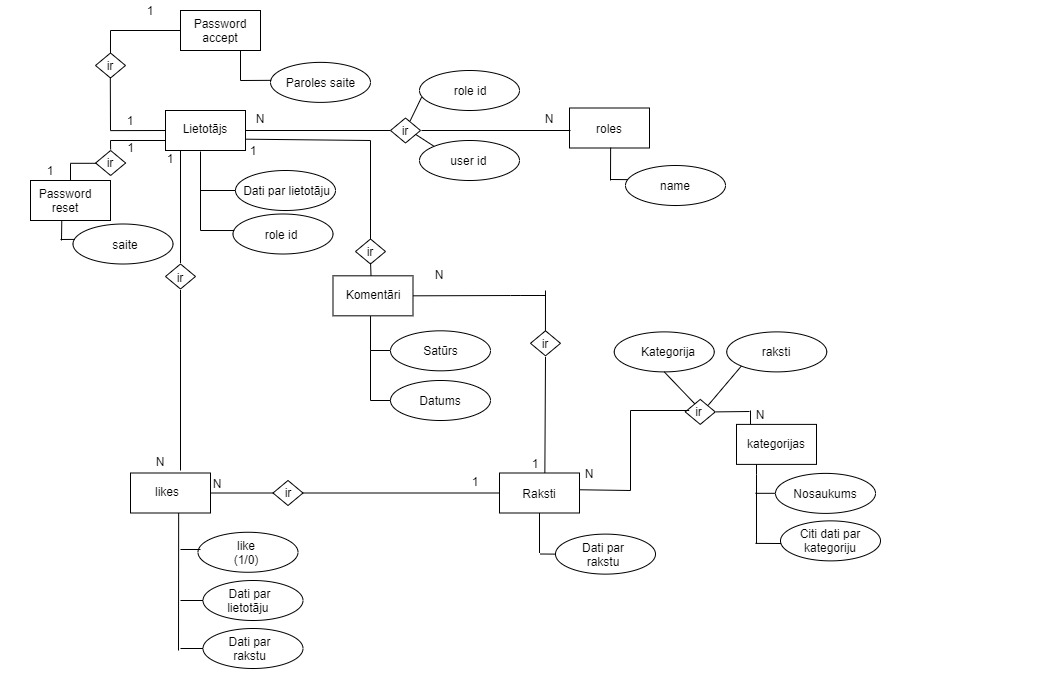 1
Password
accept
ir
Paroles saite
role id
1
Lietotājs
N
ir
N
roles
1
ir
1
1
user id
1
Password
reset
Dati par lietotāju
name
saite
role id
ir
ir
N
Komentāri
ir
Satūrs
Kategorija
raksti
Datums
ir
N
kategorijas
N
N
1
1
N
likes
ir
Raksti
Nosaukums
like
(1/0)
Dati par
rakstu
Citi dati par
kategoriju
Dati par
lietotāju
Dati par
rakstu